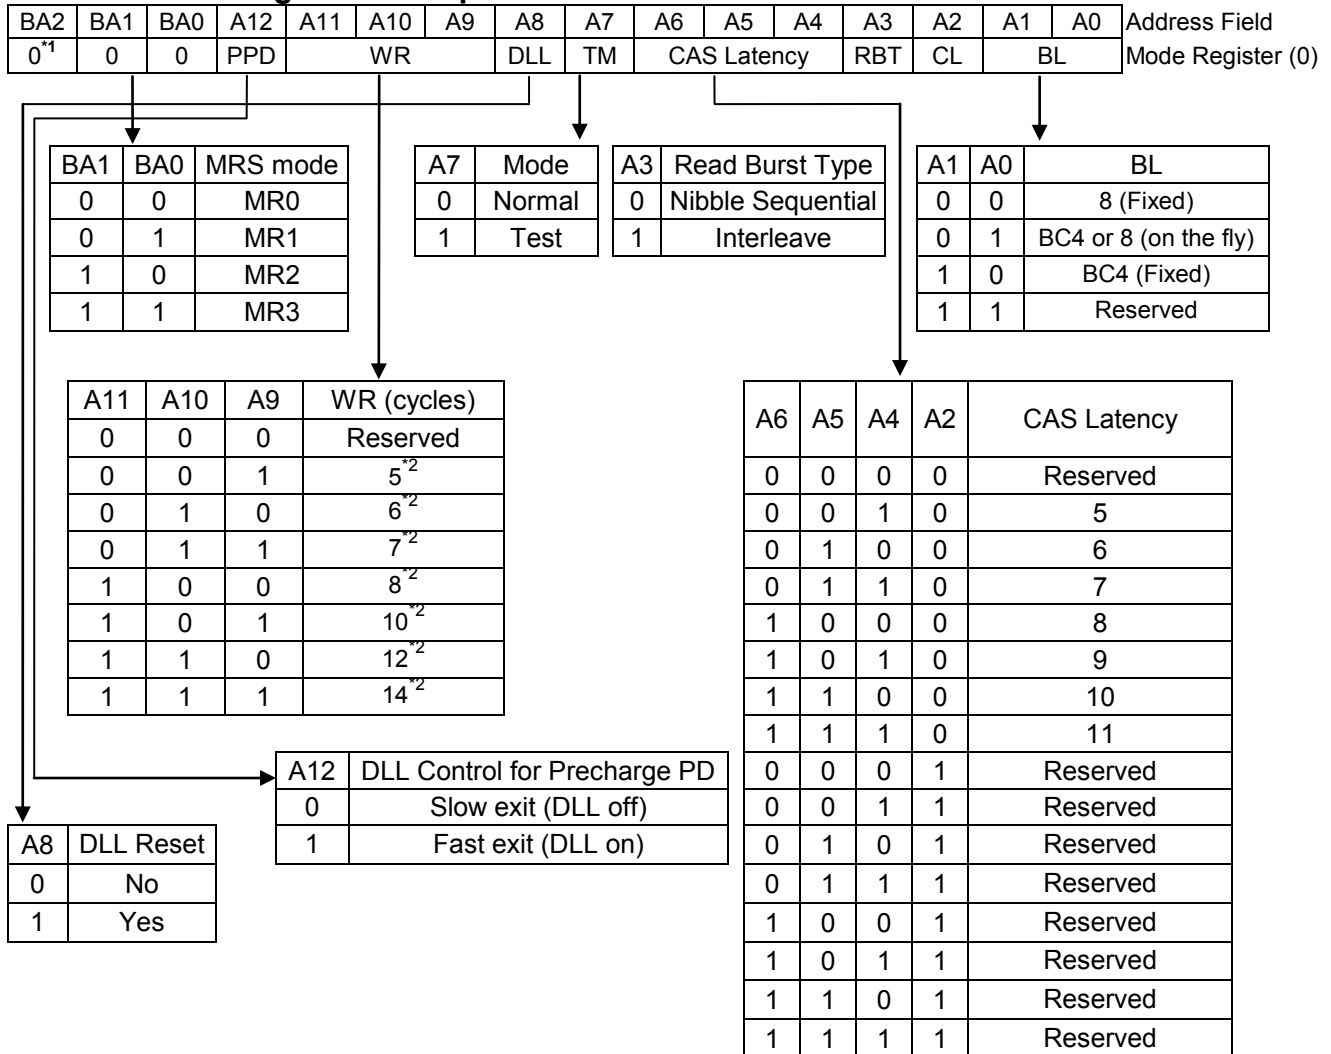 BA2 BA1 BA0 A12 A11 A10 A9 A8 A7 A6 A5 A4 A3 A2 A1 A0 Address Field
0*1 0 0 PPD WR DLL TM CAS Latency RBT CL BL Mode Register (0)
BA1 BA0 MRS mode
0 0 MR0
0 1 MR1
1 0 MR2
1 1 MR3
A7 Mode
0 Normal
1 Test
A3 Read Burst Type
0 Nibble Sequential
1 Interleave
A1 A0 BL
0 0 8 (Fixed)
0 1 BC4 or 8 (on the fly)
1 0 BC4 (Fixed)
1 1 Reserved
A11 A10 A9 WR (cycles)
0 0 0 Reserved
0 0 1 5*2
0 1 0 6*2
0 1 1 7*2
1 0 0 8*2
1 0 1 10*2
1 1 0 12*2
1 1 1 14*2
A6 A5 A4 A2 CAS Latency
0 0 0 0 Reserved
0 0 1 0 5
0 1 0 0 6
0 1 1 0 7
1 0 0 0 8
1 0 1 0 9
1 1 0 0 10
1 1 1 0 11
0 0 0 1 Reserved
0 0 1 1 Reserved
0 1 0 1 Reserved
0 1 1 1 Reserved
1 0 0 1 Reserved
1 0 1 1 Reserved
1 1 0 1 Reserved
1 1 1 1 Reserved
A12 DLL Control for Precharge PD
0 Slow exit (DLL off)
1 Fast exit (DLL on)
A8 DLL Reset
0 No
1 Yes